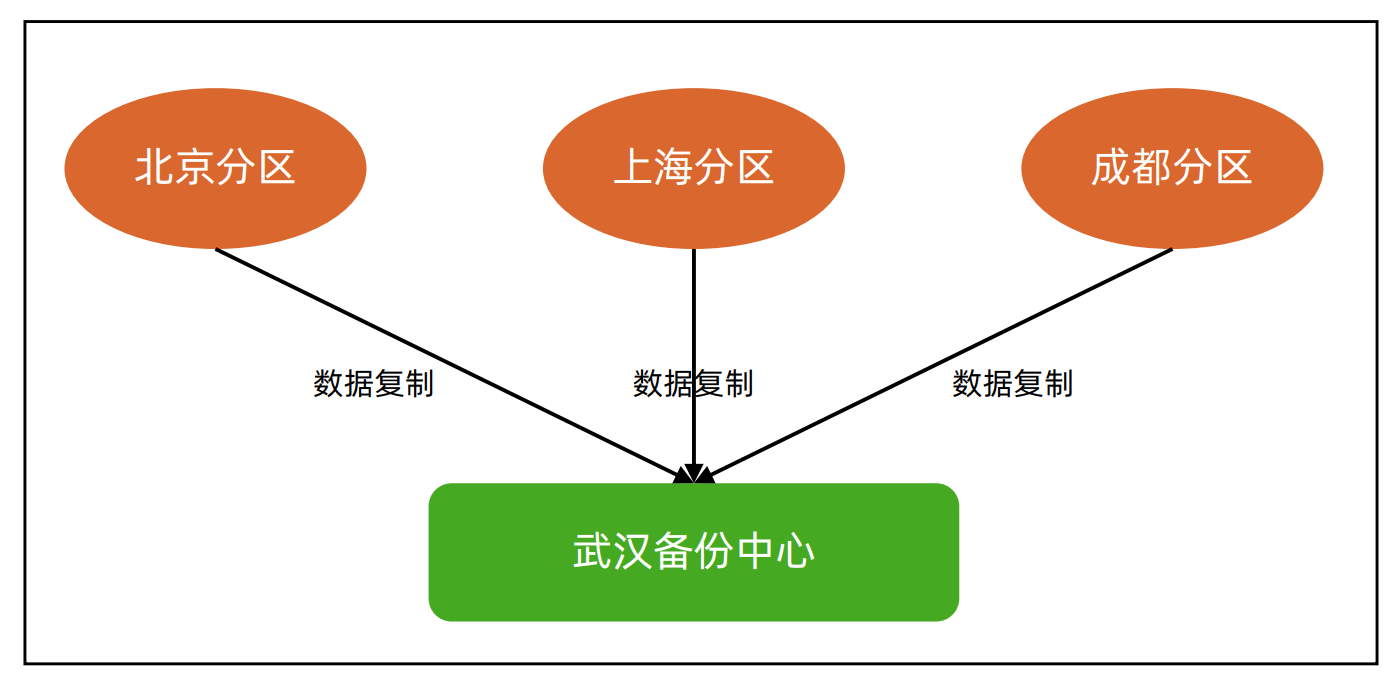 北京分区
上海分区
成都分区
数据复制
数据复制
数据复制
武汉备份中心